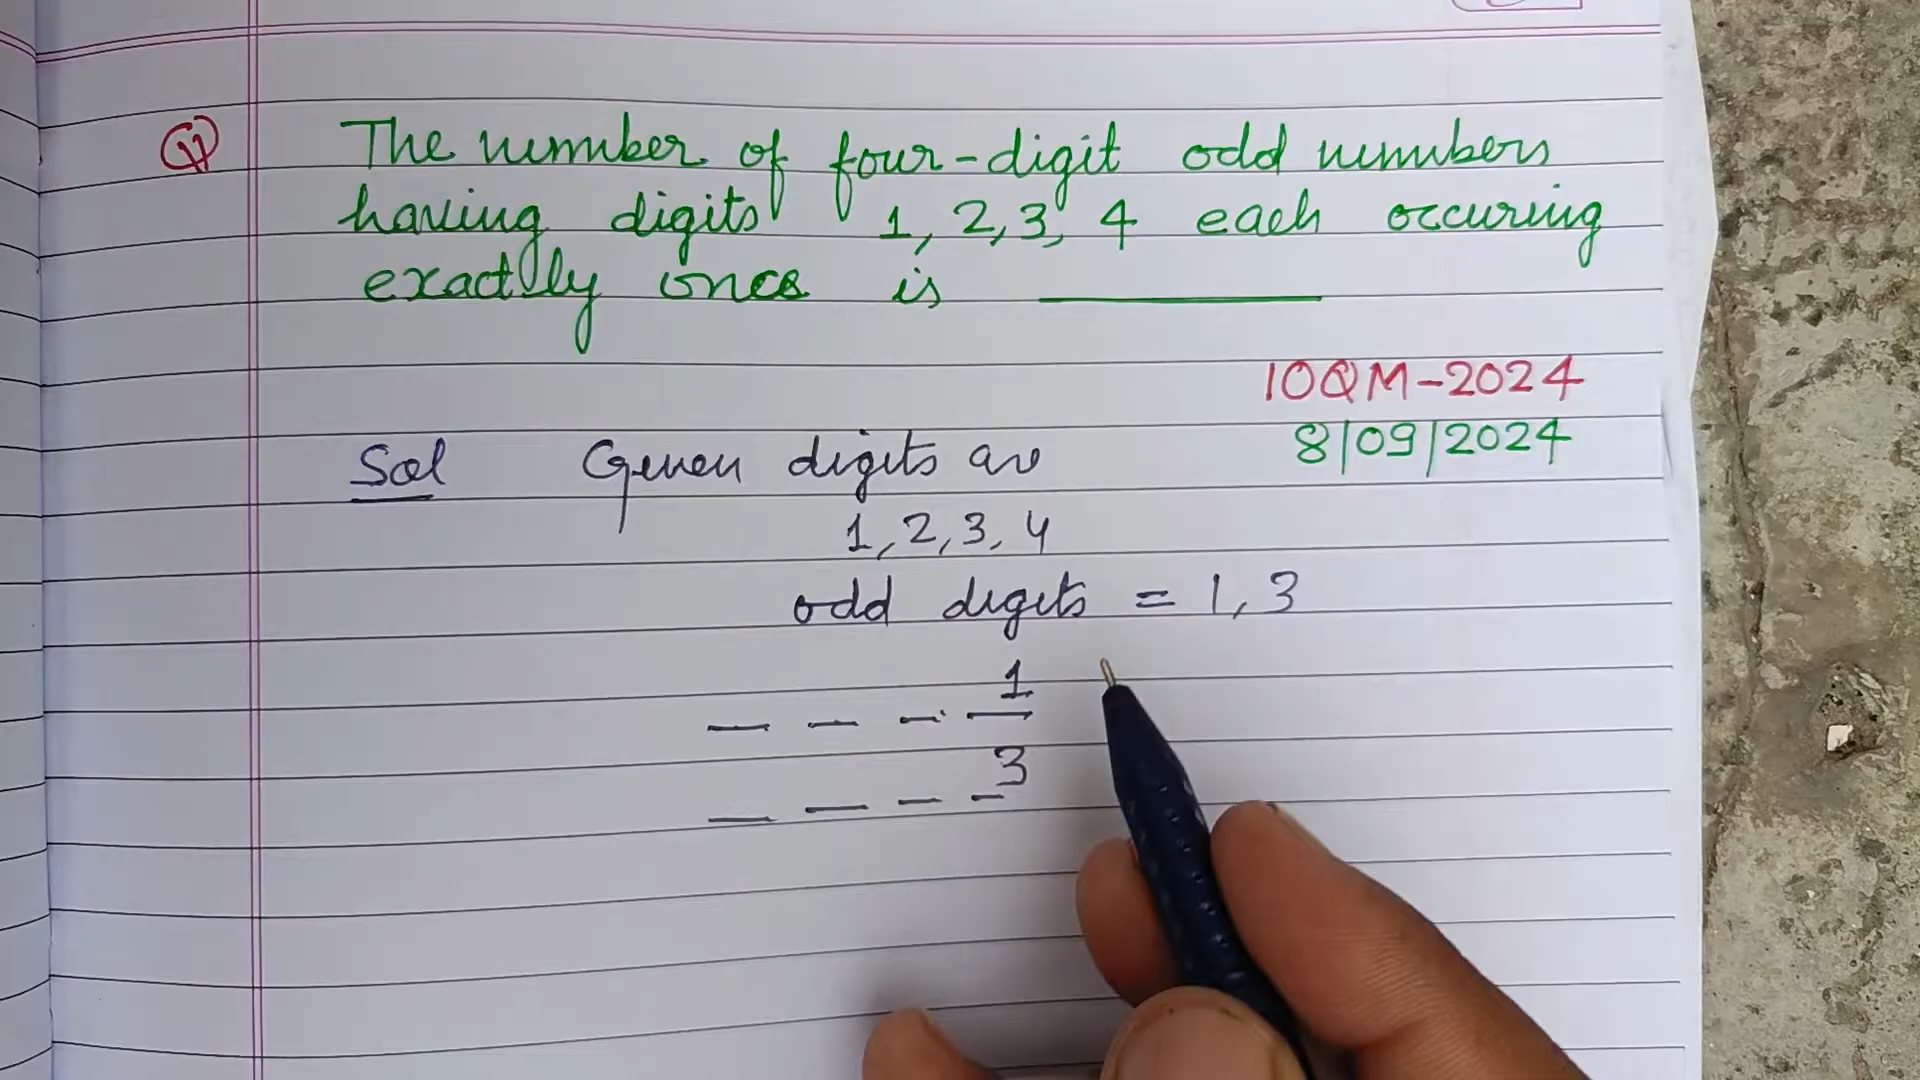 Q The number of four-digit odd numbers
having digits 1, 2, 3, 4 each occuring
exactly once is ________
IOQM-2024
8/09/2024
Sol Given digits are
1, 2, 3, 4
odd digits = 1, 3
_ _ _ 1
_ _ _ 3